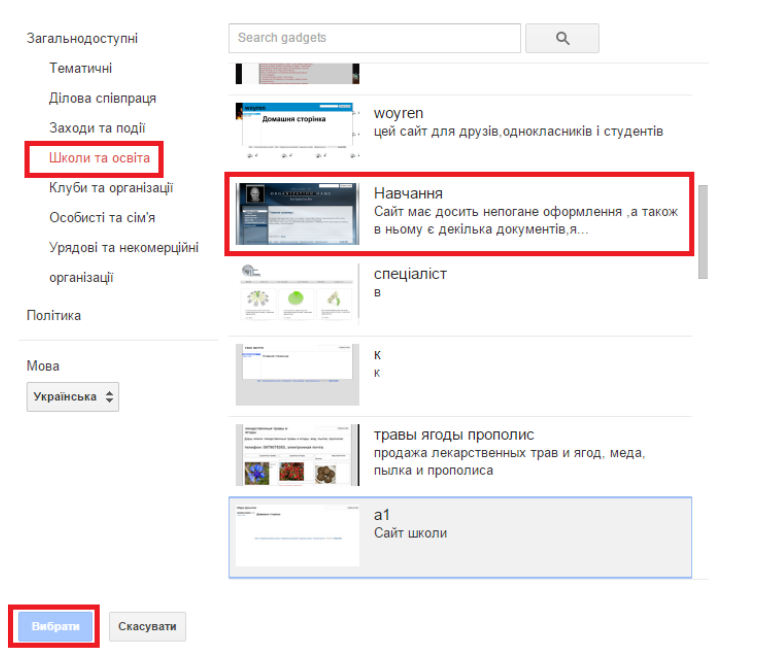 Search gadgets
Загальнодоступні
Тематичні
Ділова співпраця
Заходи та події
Школи та освіта
Клуби та організації
Особисті та сім'я
Урядові та некомерційні
організації
Політика
Мова
Українська
woyren
Домашня сторінка
woyren
цей сайт для друзів,однокласників і студентів
Навчання
Сайт має досить непогане оформлення ,а також
в ньому є декілька документів,я...
спеціаліст
в
К
К
травы ягоды прополис
продажа лекарственных трав и ягод, меда,
пылка и прополиса
а1
Сайт школи
Вибрати
Скасувати